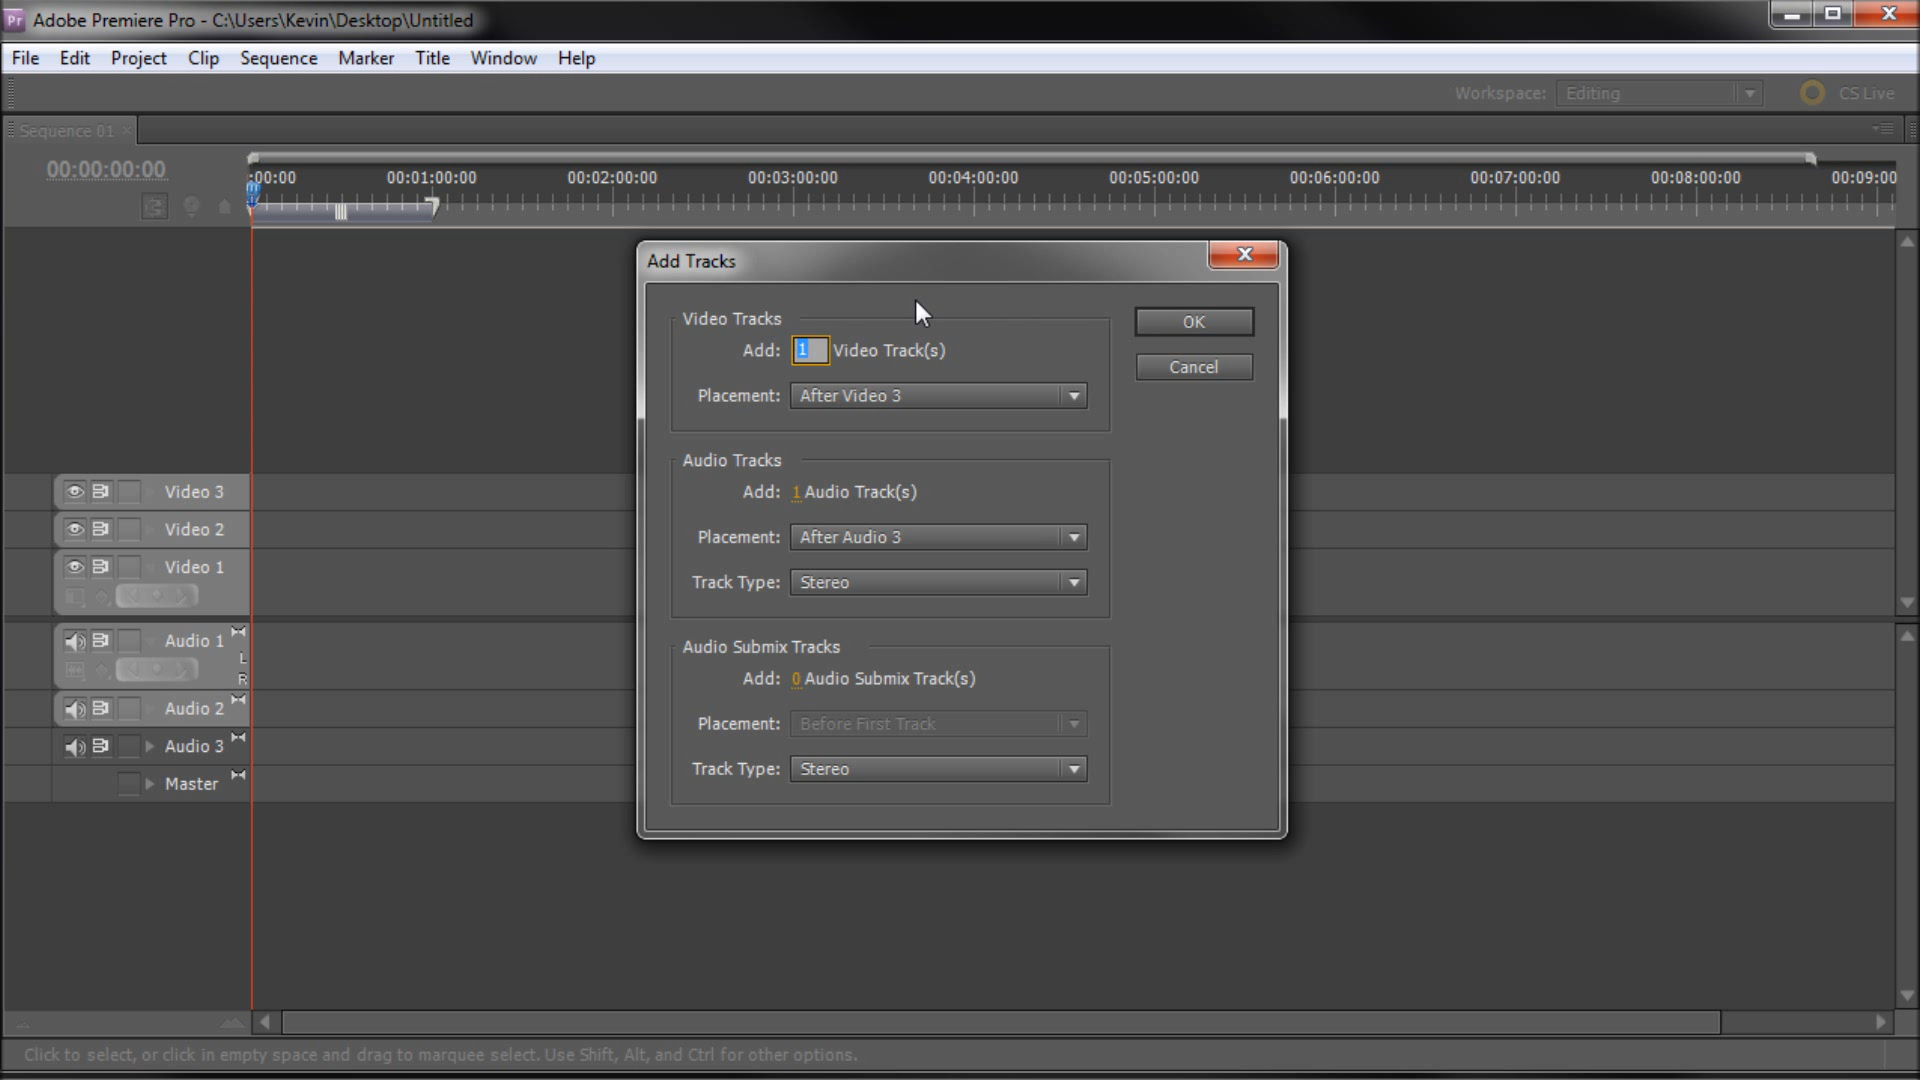 Pr Adobe Premiere Pro - C:\Users\Kevin\Desktop\Untitled
File Edit Project Clip Sequence Marker Title Window Help
Workspace: Editing CS Live
Sequence 01
00:00:00:00
:00:00 00:01:00:00 00:02:00:00 00:03:00:00 00:04:00:00 00:05:00:00 00:06:00:00 00:07:00:00 00:08:00:00 00:09:00
Add Tracks
Video Tracks
Add: 1 Video Track(s)
Placement: After Video 3
OK
Cancel
Audio Tracks
Add: 1 Audio Track(s)
Placement: After Audio 3
Track Type: Stereo
Audio Submix Tracks
Add: 0 Audio Submix Track(s)
Placement: Before First Track
Track Type: Stereo
Video 3
Video 2
Video 1
Audio 1
L
R
Audio 2
Audio 3
Master
Click to select, or click in empty space and drag to marquee select. Use Shift, Alt, and Ctrl for other options.